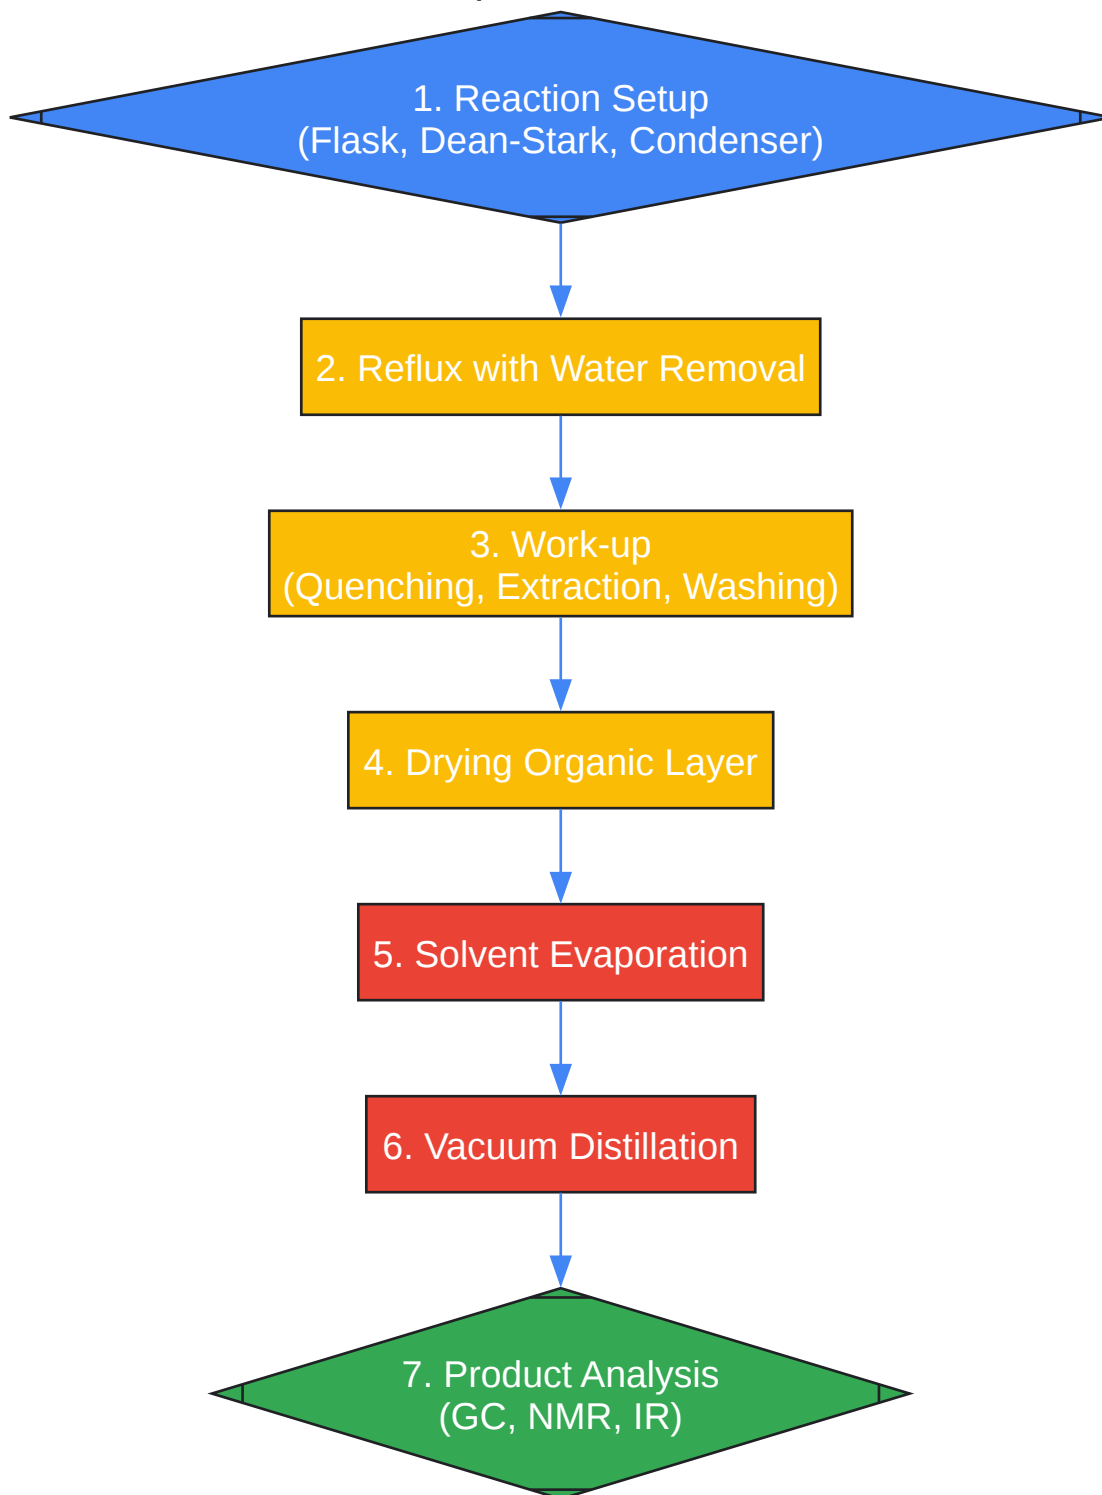 1. Reaction Setup
(Flask, Dean-Stark, Condenser)
2. Reflux with Water Removal
3. Work-up
(Quenching, Extraction, Washing)
4. Drying Organic Layer
5. Solvent Evaporation
6. Vacuum Distillation
7. Product Analysis
(GC, NMR, IR)